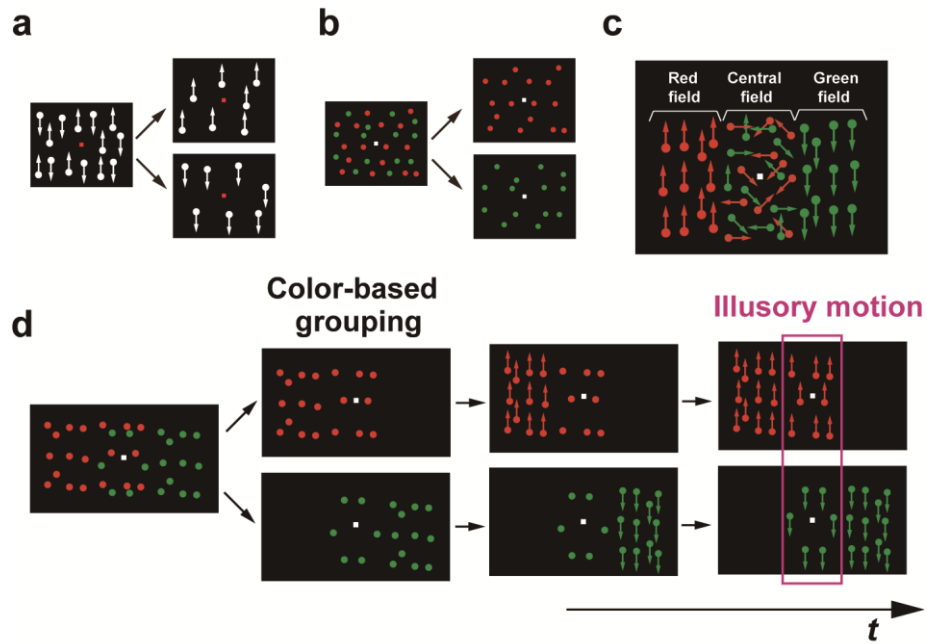 a
b
c
Red
field
Central
field
Green
field
d
Color-based
grouping
Illusory motion
t